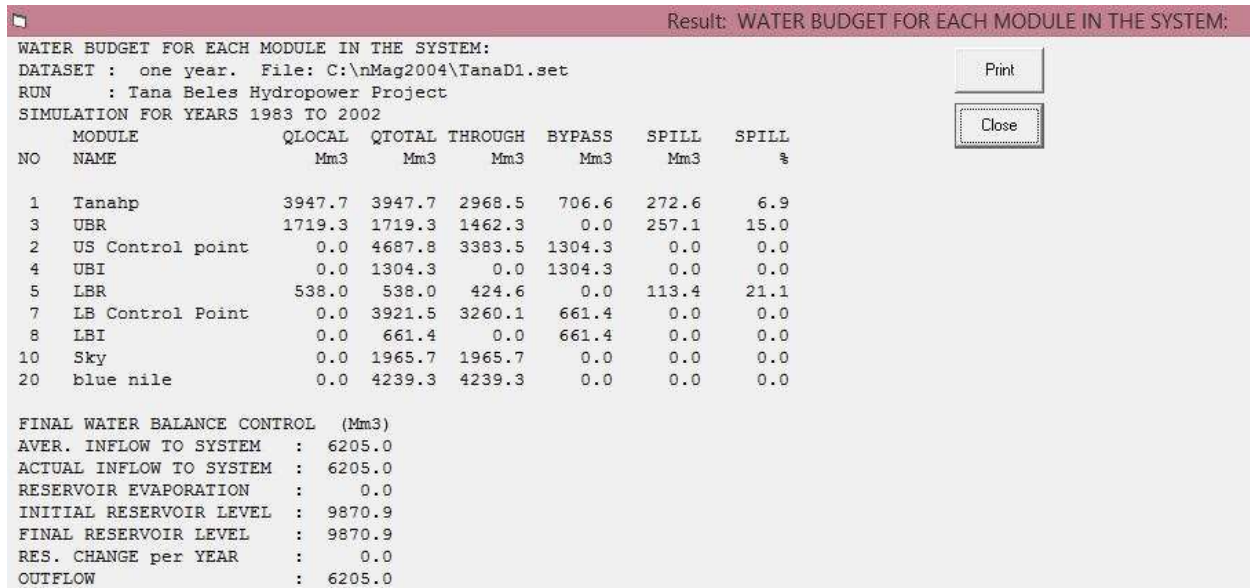 Result: WATER BUDGET FOR EACH MODULE IN THE SYSTEM:
WATER BUDGET FOR EACH MODULE IN THE SYSTEM:
DATASET : one year. File: C:\nMag2004\TanaD1.set
RUN : Tana Beles Hydropower Project
SIMULATION FOR YEARS 1983 TO 2002
MODULE QLOCAL QTOTAL THROUGH BYPASS SPILL SPILL
NO NAME Mm3 Mm3 Mm3 Mm3 Mm3 %
1 Tanahp 3947.7 3947.7 2968.5 706.6 272.6 6.9
3 UBR 1719.3 1719.3 1462.3 0.0 257.1 15.0
2 US Control point 0.0 4687.8 3383.5 1304.3 0.0 0.0
4 UBI 0.0 1304.3 0.0 1304.3 0.0 0.0
5 LBR 538.0 538.0 424.6 0.0 113.4 21.1
7 LB Control Point 0.0 3921.5 3260.1 661.4 0.0 0.0
8 LBI 0.0 661.4 0.0 661.4 0.0 0.0
10 Sky 0.0 1965.7 1965.7 0.0 0.0 0.0
20 blue nile 0.0 4239.3 4239.3 0.0 0.0 0.0
FINAL WATER BALANCE CONTROL (Mm3)
AVER. INFLOW TO SYSTEM : 6205.0
ACTUAL INFLOW TO SYSTEM : 6205.0
RESERVOIR EVAPORATION : 0.0
INITIAL RESERVOIR LEVEL : 9870.9
FINAL RESERVOIR LEVEL : 9870.9
RES. CHANGE per YEAR : 0.0
OUTFLOW : 6205.0
Print
Close